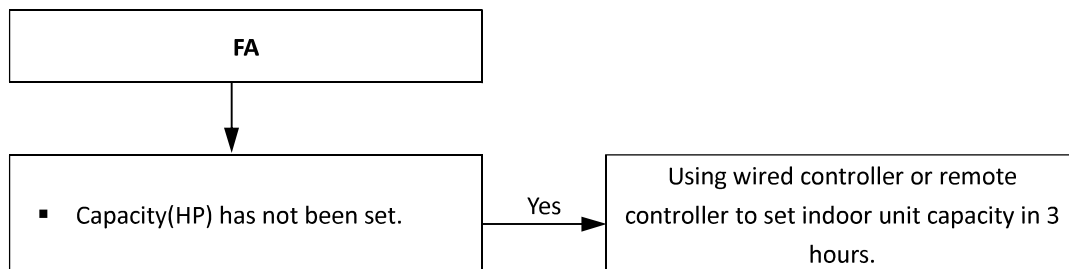 FA
▪ Capacity(HP) has not been set.
Yes
Using wired controller or remote
controller to set indoor unit capacity in 3
hours.